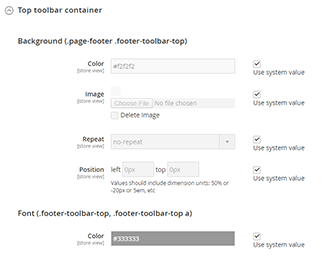 Top toolbar container
Background (.page-footer .footer-toolbar-top)
Color
[store view]
#f2f2f2
Use system value
Image
[store view]
Choose File No file chosen
Use system value
Delete Image
Repeat
[store view]
no-repeat
Use system value
Position
[store view]
left 0px top 0px
Use system value
Values should include dimension units: 50% or
-20px or 5em, etc
Font (.footer-toolbar-top, .footer-toolbar-top a)
Color
[store view]
#333333
Use system value